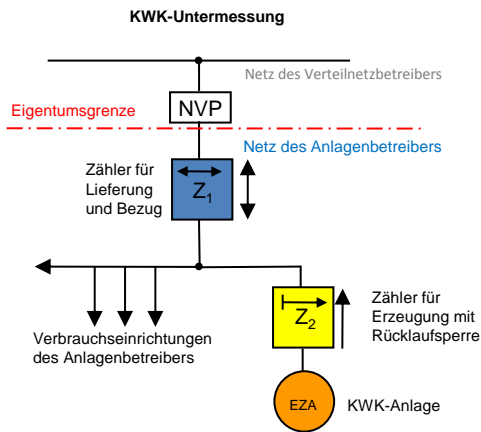 KWK-Untermessung
Netz des Verteilnetzbetreibers
NVP
Eigentumsgrenze
Netz des Anlagenbetreibers
Zähler für
Lieferung
und Bezug
Z1
Z2
Zähler für
Erzeugung mit
Rücklaufsperre
Verbrauchseinrichtungen
des Anlagenbetreibers
EZA
KWK-Anlage